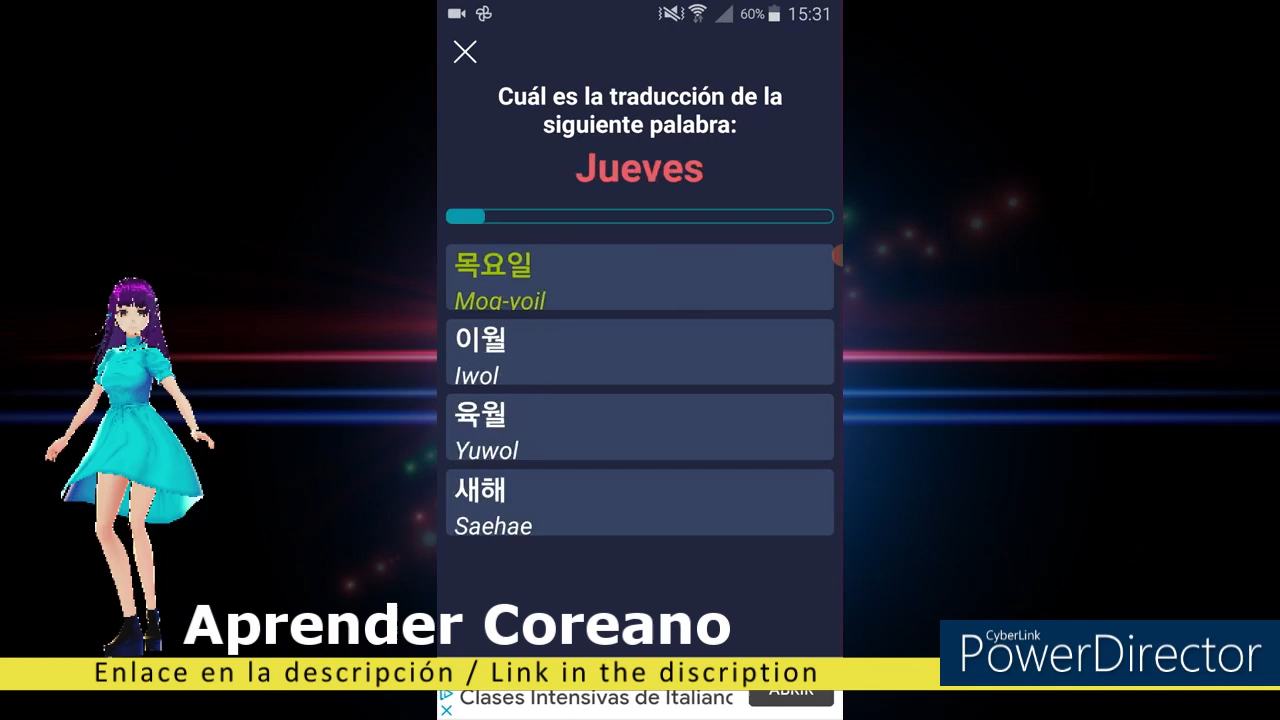 60% 15:31
Cuál es la traducción de la
siguiente palabra:
Jueves
목요일
Moq-yoil
이월
Iwol
육월
Yuwol
새해
Saehae
Aprender Coreano
CyberLink
PowerDirector
Enlace en la descripción / Link in the discription
Clases Intensivas de Italiano
ABRIR